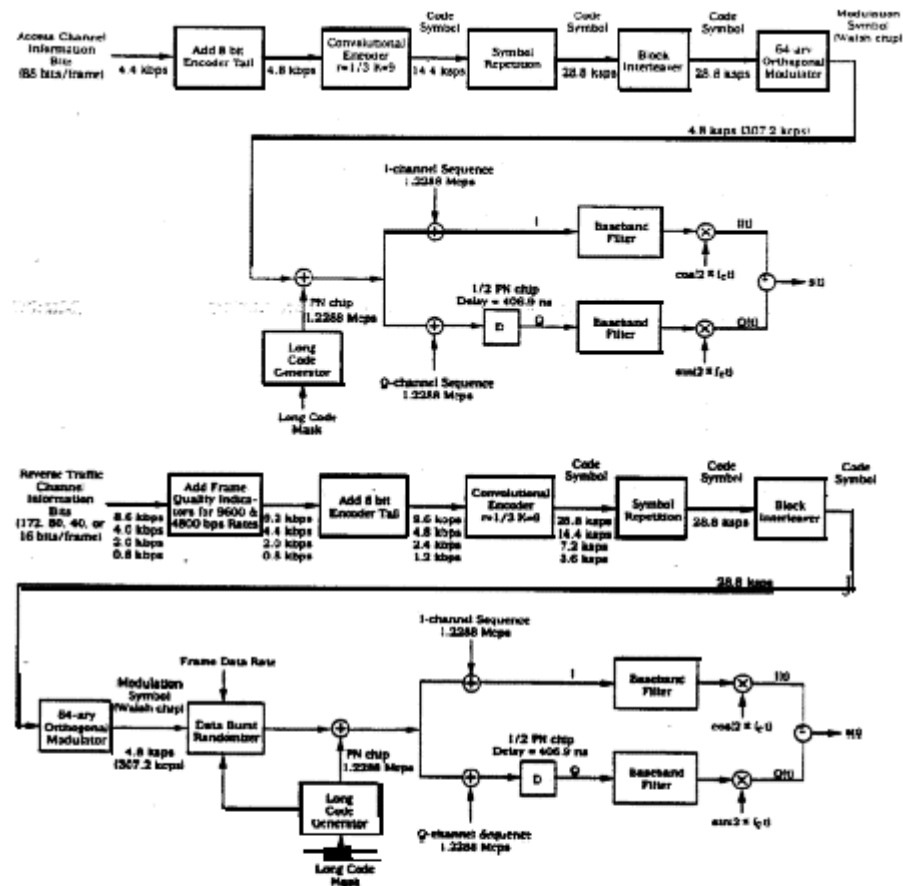 Access Channel
Information
Bits
(88 bits/frame)
4.4 kbps
Add 8 bit
Encoder Tail
4.8 kbps
Convolutional
Encoder
r=1/3 K=9
Code
Symbol
14.4 ksps
Symbol
Repetition
Code
Symbol
28.8 ksps
Block
Interleaver
Code
Symbol
28.8 ksps
64-ary
Orthogonal
Modulator
Modulation
Symbol
(Walsh chip)
4.8 ksps (307.2 kcps)
I-channel Sequence
1.2288 Mcps
I
Baseband
Filter
I(t)
cos(2 π fct)
s(t)
PN chip
1.2288 Mcps
1/2 PN chip
Delay = 406.9 ns
D
Q
Baseband
Filter
Q(t)
sin(2 π fct)
Long
Code
Generator
Q-channel Sequence
1.2288 Mcps
Long Code
Mask
Reverse Traffic
Channel
Information
Bits
(172, 80, 40, or
16 bits/frame)
8.6 kbps
4.0 kbps
2.0 kbps
0.8 kbps
Add Frame
Quality Indica-
tors for 9600 &
4800 bps Rates
9.2 kbps
4.4 kbps
2.0 kbps
0.8 kbps
Add 8 bit
Encoder Tail
9.6 kbps
4.8 kbps
2.4 kbps
1.2 kbps
Convolutional
Encoder
r=1/3 K=9
Code
Symbol
28.8 ksps
14.4 ksps
7.2 ksps
3.6 ksps
Symbol
Repetition
Code
Symbol
28.8 ksps
Block
Interleaver
Code
Symbol
28.8 ksps
64-ary
Orthogonal
Modulator
Modulation
Symbol
(Walsh chip)
4.8 ksps
(307.2 kcps)
Frame Data Rate
Data Burst
Randomizer
PN chip
1.2288 Mcps
Long
Code
Generator
Long Code
Mask
I-channel Sequence
1.2288 Mcps
I
Baseband
Filter
I(t)
cos(2 π fct)
s(t)
1/2 PN chip
Delay = 406.9 ns
D
Q
Baseband
Filter
Q(t)
sin(2 π fct)
Q-channel Sequence
1.2288 Mcps